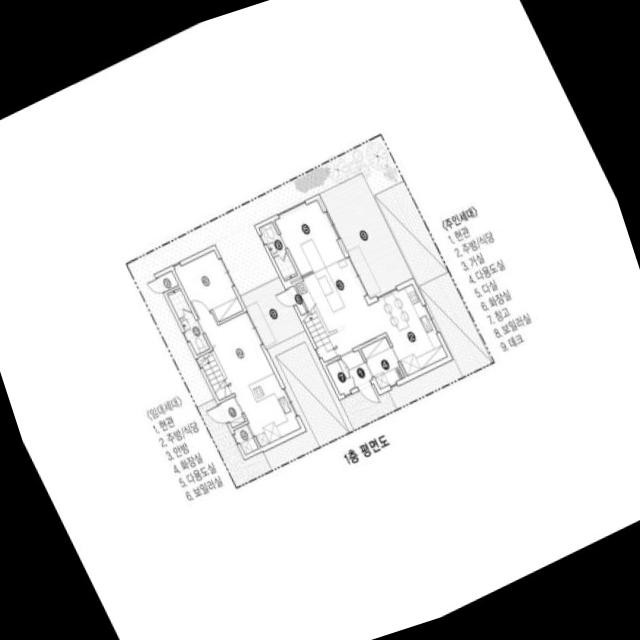 (임대세대)
1. 현관
2. 주방/식당
3. 안방
4. 화장실
5. 다용도실
6. 보일러실
(주인세대)
1. 현관
2. 주방/식당
3. 거실
4. 다용도실
5. 다실
6. 화장실
7. 창고
8. 보일러실
9. 데크
1층 평면도